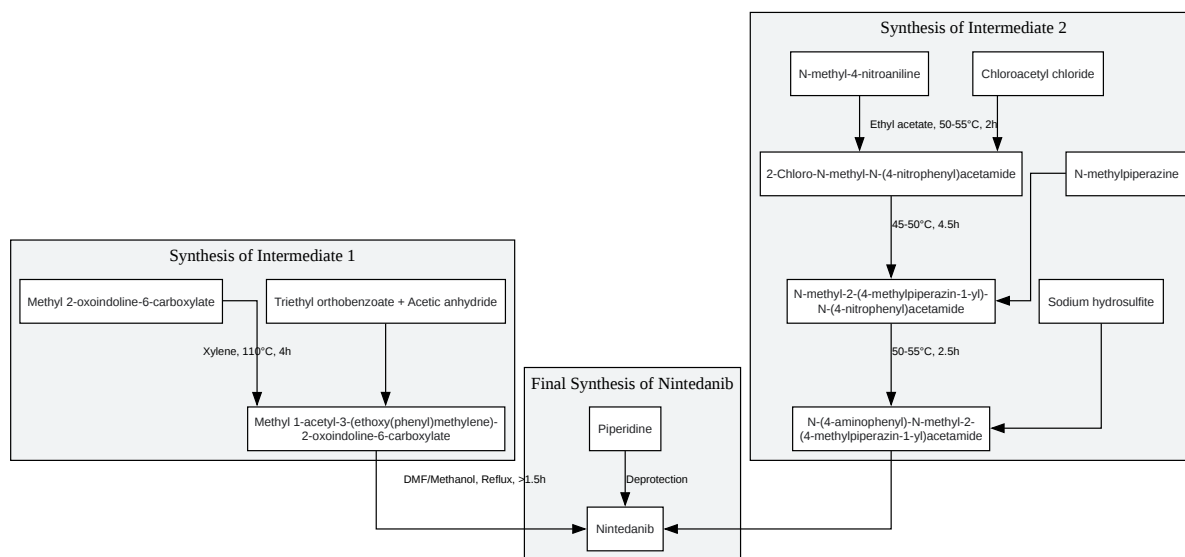 Synthesis of Intermediate 2
N-methyl-4-nitroaniline
Chloroacetyl chloride
Ethyl acetate, 50-55°C, 2h
2-Chloro-N-methyl-N-(4-nitrophenyl)acetamide
N-methylpiperazine
45-50°C, 4.5h
N-methyl-2-(4-methylpiperazin-1-yl)-
N-(4-nitrophenyl)acetamide
Sodium hydrosulfite
50-55°C, 2.5h
N-(4-aminophenyl)-N-methyl-2-
(4-methylpiperazin-1-yl)acetamide
Synthesis of Intermediate 1
Methyl 2-oxoindoline-6-carboxylate
Triethyl orthobenzoate + Acetic anhydride
Xylene, 110°C, 4h
Methyl 1-acetyl-3-(ethoxy(phenyl)methylene)-
2-oxoindoline-6-carboxylate
Final Synthesis of Nintedanib
Piperidine
DMF/Methanol, Reflux, >1.5h
Deprotection
Nintedanib